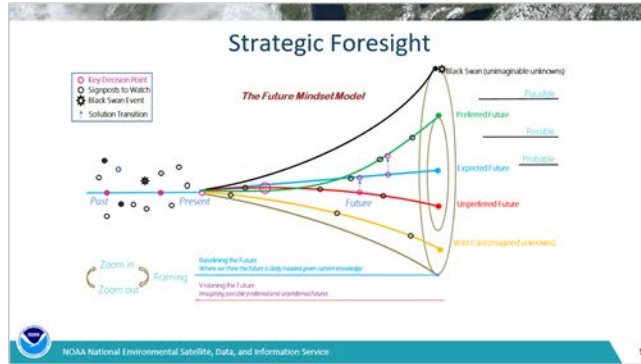 Strategic Foresight
Key Decision Point
Signposts to Watch
Black Swan Event
Solution Transition
The Future Mindset Model
Black Swan (unimaginable unknowns)
Plausible
Preferred Future
Possible
Probable
Expected Future
Past
Present
Future
Unpreferred Future
Wild Card (imagined unknowns)
Zoom in
Zoom out
Framing
Baselining the Future
Where we think the future is likely headed given current knowledge
Visioning the Future
Imagining possible preferred and unpreferred futures
NOAA
NOAA National Environmental Satellite, Data, and Information Service